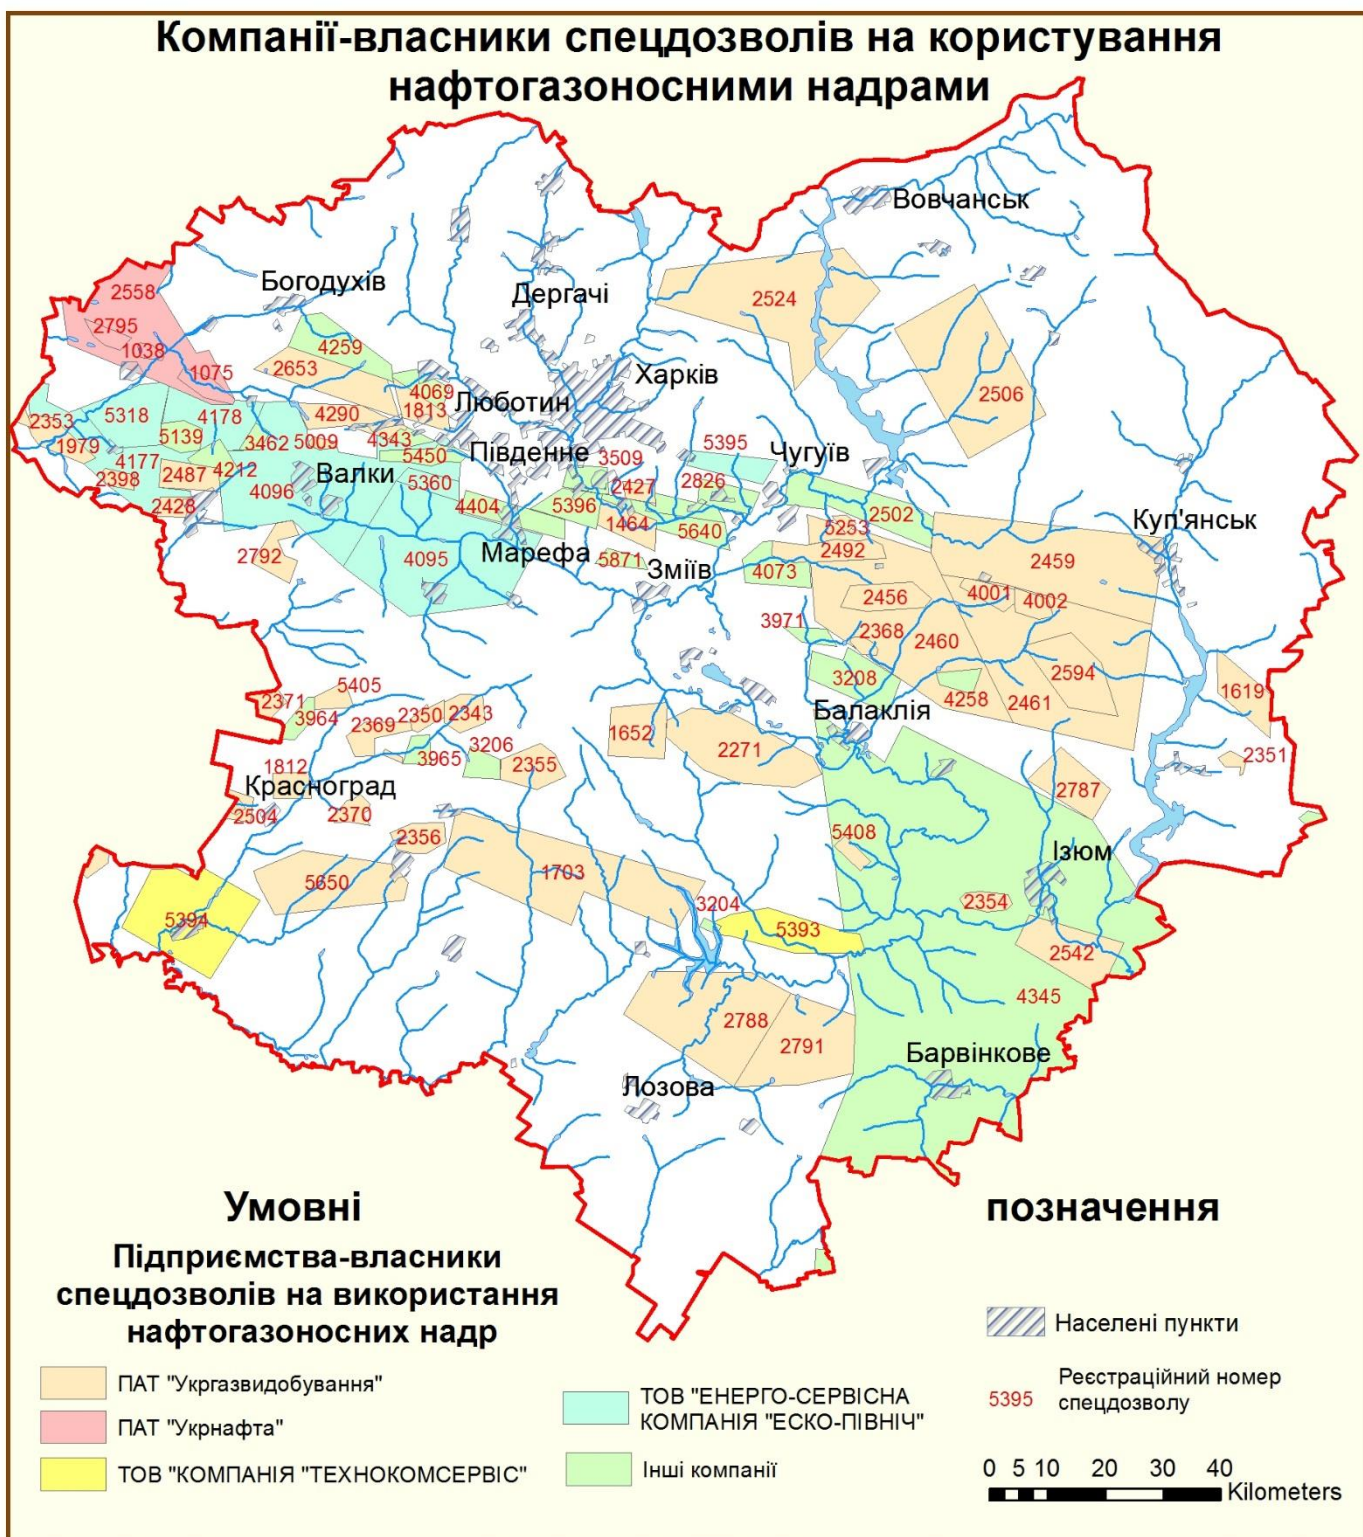 Компанії-власники спецдозволів на користування
нафтогазоносними надрами
Вовчанськ
Богодухів
Дергачі
2558
2524
2795
1038
4259
1075
2653
Харків
2506
4069
1813
Люботин
2353
5318
4178
4290
1979
5139
3462
5009
4343
5450
Південне
3509
5395
Чугуїв
4177
2398
2487
4212
Валки
4096
5360
2427
2826
2428
4404
5396
1464
5640
2502
Куп'янськ
2792
4095
Марефа
5871
Зміїв
5253
2492
4073
2459
2456
4001
4002
3971
2368
2460
2594
3208
4258
2461
1619
2371
5405
3964
2369
2350
2343
Балаклія
1652
2271
2351
3965
3206
2355
1812
Красноград
2787
2504
2370
2356
5408
Ізюм
5650
1703
2354
5394
3204
5393
2542
4345
2788
2791
Барвінкове
Лозова
Умовні позначення
Підприємства-власники
спецдозволів на використання
нафтогазоносних надр
ПАТ "Укргазвидобування"
ПАТ "Укрнафта"
ТОВ "КОМПАНІЯ "ТЕХНОКОМСЕРВІС"
ТОВ "ЕНЕРГО-СЕРВІСНА
КОМПАНІЯ "ЕСКО-ПІВНІЧ"
Інші компанії
Населені пункти
5395
Реєстраційний номер
спецдозволу
0 5 10 20 30 40
Kilometers